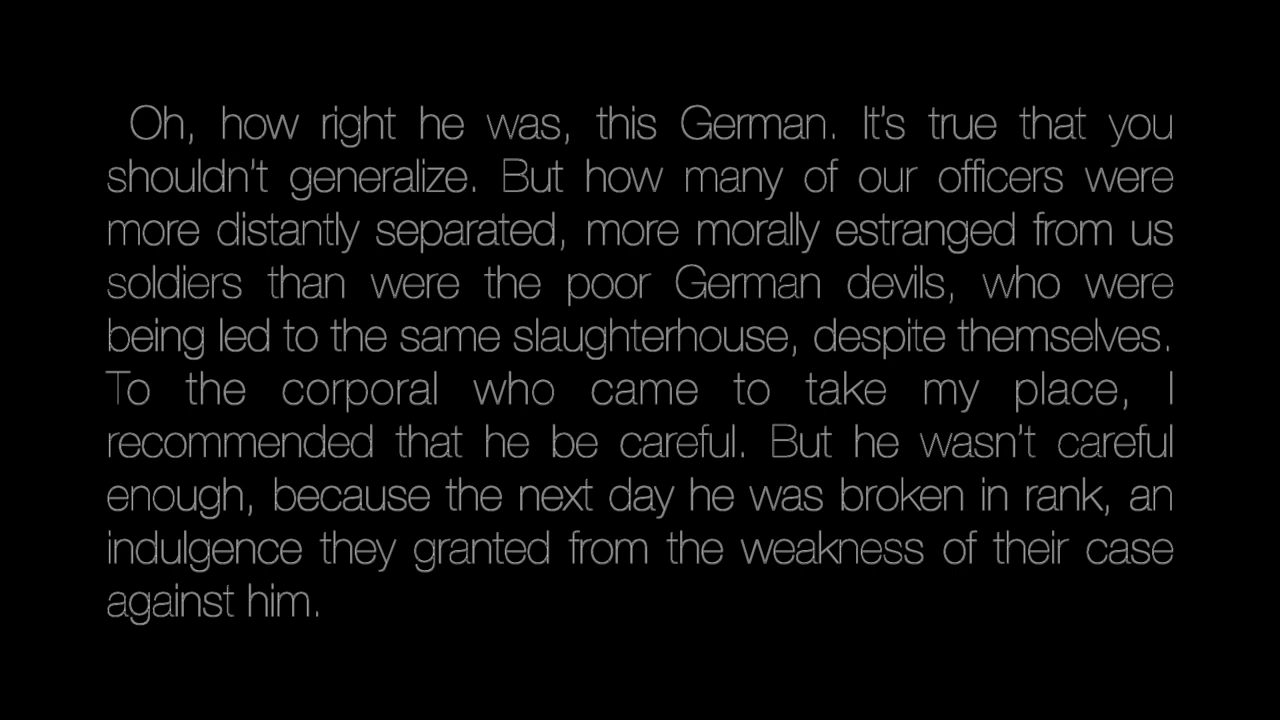 Oh, how right he was, this German. It's true that you
shouldn't generalize. But how many of our officers were
more distantly separated, more morally estranged from us
soldiers than were the poor German devils, who were
being led to the same slaughterhouse, despite themselves.
To the corporal who came to take my place, I
recommended that he be careful. But he wasn't careful
enough, because the next day he was broken in rank, an
indulgence they granted from the weakness of their case
against him.